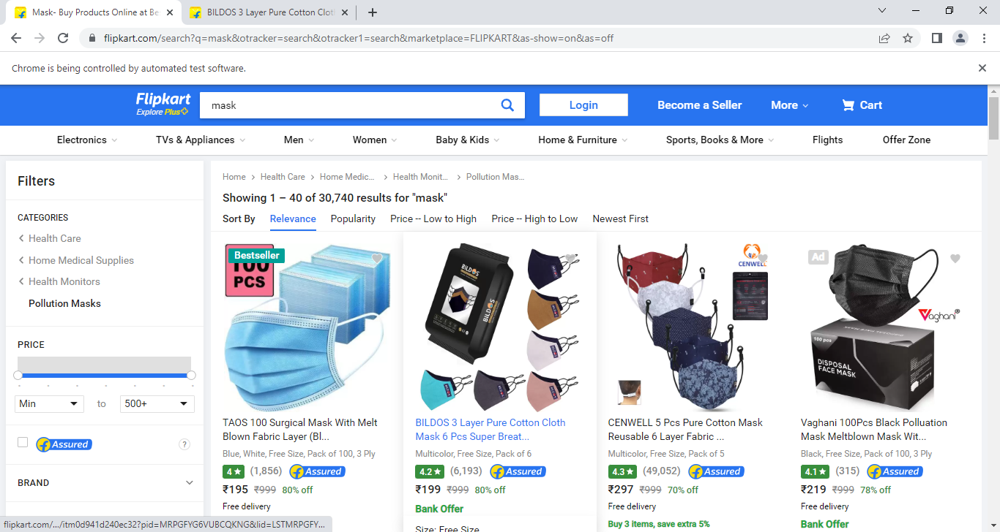 Mask- Buy Products Online at Be
BILDOS 3 Layer Pure Cotton Clot
flipkart.com/search?q=mask&otracker=search&otracker1=search&marketplace=FLIPKART&as-show=on&as=off
Chrome is being controlled by automated test software.
Flipkart
Explore Plus
mask
Login
Become a Seller
More
Cart
Electronics
TVs & Appliances
Men
Women
Baby & Kids
Home & Furniture
Sports, Books & More
Flights
Offer Zone
Filters
CATEGORIES
Health Care
Home Medical Supplies
Health Monitors
Pollution Masks
PRICE
Min
to
500+
Assured
?
BRAND
Home
Health Care
Home Medic...
Health Monit...
Pollution Mas...
Showing 1 – 40 of 30,740 results for "mask"
Sort By
Relevance
Popularity
Price -- Low to High
Price -- High to Low
Newest First
Bestseller
100
PCS
TAOS 100 Surgical Mask With Melt
Blown Fabric Layer (Bl...
Blue, White, Free Size, Pack of 100, 3 Ply
4
(1,856)
Assured
₹195 ₹999 80% off
Free delivery
BILDOS
BILDOS
BILDOS 3 Layer Pure Cotton Cloth
Mask 6 Pcs Super Breat...
Multicolor, Free Size, Pack of 6
4.2
(6,193)
Assured
₹199 ₹999 80% off
Bank Offer
Size: Free Size
CENWELL
CENWELL 5 Pcs Pure Cotton Mask
Reusable 6 Layer Fabric ...
Multicolor, Free Size, Pack of 5
4.3
(49,052)
Assured
₹297 ₹999 70% off
Free delivery
Buy 3 items, save extra 5%
Ad
Vaghani®
100 pcs
DISPOSAL
FACE MASK
Vaghani 100Pcs Black Polluation
Mask Meltblown Mask Wit...
Black, Free Size, Pack of 100, 3 Ply
4.1
(315)
Assured
₹219 ₹999 78% off
Free delivery
Bank Offer
flipkart.com/.../itm0d941d240ec32?pid=MRPGFYG6VUBCQKNG&lid=LSTMRPGFY...